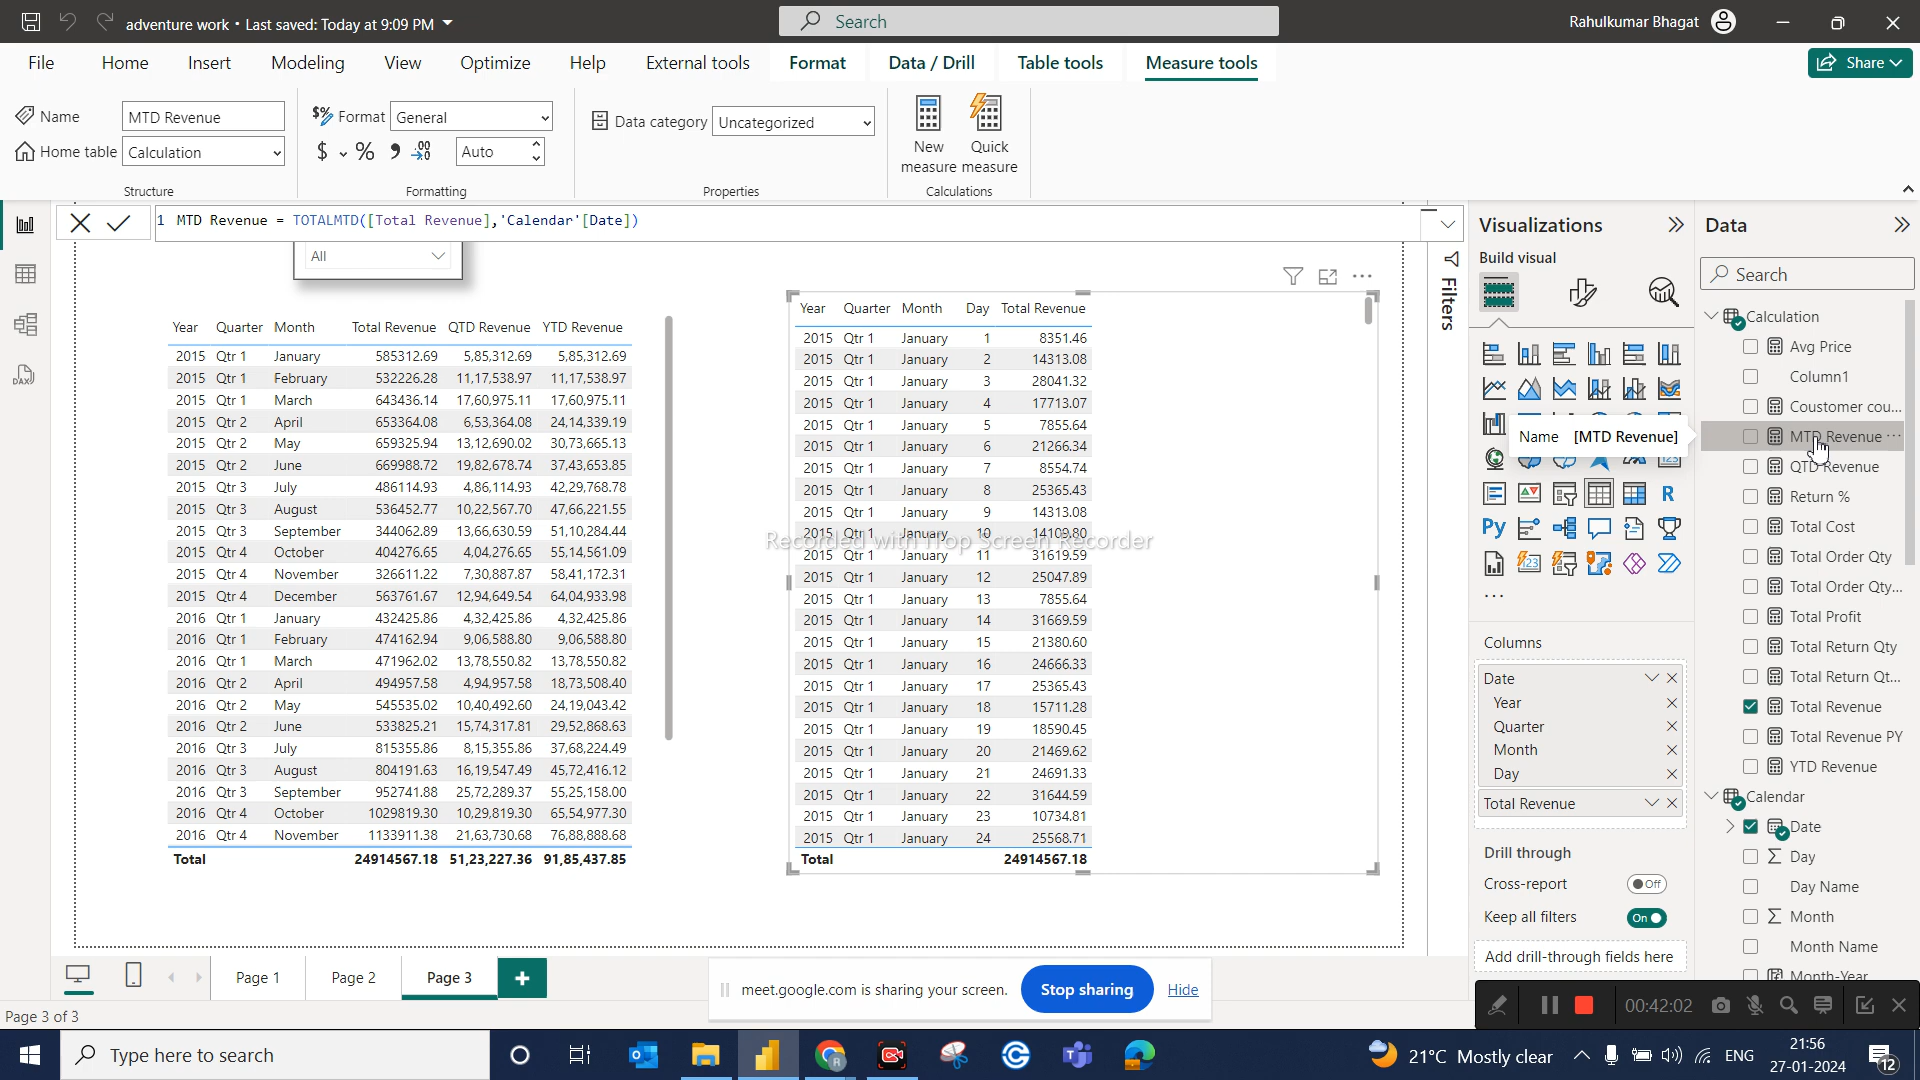 adventure work • Last saved: Today at 9:09 PM
Search
Rahulkumar Bhagat
File Home Insert Modeling View Optimize Help External tools Format Data / Drill Table tools Measure tools
Share
Name MTD Revenue
Home table Calculation
Structure
Format General
$ % Auto
Formatting
Data category Uncategorized
Properties
New measure
Quick measure
Calculations
1 MTD Revenue = TOTALMTD([Total Revenue],'Calendar'[Date])
All
Year Quarter Month Total Revenue QTD Revenue YTD Revenue
2015 Qtr 1 January 585312.69 5,85,312.69 5,85,312.69
2015 Qtr 1 February 532226.28 11,17,538.97 11,17,538.97
2015 Qtr 1 March 643436.14 17,60,975.11 17,60,975.11
2015 Qtr 2 April 653364.08 6,53,364.08 24,14,339.19
2015 Qtr 2 May 659325.94 13,12,690.02 30,73,665.13
2015 Qtr 2 June 669988.72 19,82,678.74 37,43,653.85
2015 Qtr 3 July 486114.93 4,86,114.93 42,29,768.78
2015 Qtr 3 August 536452.77 10,22,567.70 47,66,221.55
2015 Qtr 3 September 344062.89 13,66,630.59 51,10,284.44
2015 Qtr 4 October 404276.65 4,04,276.65 55,14,561.09
2015 Qtr 4 November 326611.22 7,30,887.87 58,41,172.31
2015 Qtr 4 December 563761.67 12,94,649.54 64,04,933.98
2016 Qtr 1 January 432425.86 4,32,425.86 4,32,425.86
2016 Qtr 1 February 474162.94 9,06,588.80 9,06,588.80
2016 Qtr 1 March 471962.02 13,78,550.82 13,78,550.82
2016 Qtr 2 April 494957.58 4,94,957.58 18,73,508.40
2016 Qtr 2 May 545535.02 10,40,492.60 24,19,043.42
2016 Qtr 2 June 533825.21 15,74,317.81 29,52,868.63
2016 Qtr 3 July 815355.86 8,15,355.86 37,68,224.49
2016 Qtr 3 August 804191.63 16,19,547.49 45,72,416.12
2016 Qtr 3 September 952741.88 25,72,289.37 55,25,158.00
2016 Qtr 4 October 1029819.30 10,29,819.30 65,54,977.30
2016 Qtr 4 November 1133911.38 21,63,730.68 76,88,888.68
Total 24914567.18 51,23,227.36 91,85,437.85
Year Quarter Month Day Total Revenue
2015 Qtr 1 January 1 8351.46
2015 Qtr 1 January 2 14313.08
2015 Qtr 1 January 3 28041.32
2015 Qtr 1 January 4 17713.07
2015 Qtr 1 January 5 7855.64
2015 Qtr 1 January 6 21266.34
2015 Qtr 1 January 7 8554.74
2015 Qtr 1 January 8 25365.43
2015 Qtr 1 January 9 14313.08
2015 Qtr 1 January 10 14109.80
Recorded with iTop Screen Recorder
2015 Qtr 1 January 11 31619.59
2015 Qtr 1 January 12 25047.89
2015 Qtr 1 January 13 7855.64
2015 Qtr 1 January 14 31669.59
2015 Qtr 1 January 15 21380.60
2015 Qtr 1 January 16 24666.33
2015 Qtr 1 January 17 25365.43
2015 Qtr 1 January 18 15711.28
2015 Qtr 1 January 19 18590.45
2015 Qtr 1 January 20 21469.62
2015 Qtr 1 January 21 24691.33
2015 Qtr 1 January 22 31644.59
2015 Qtr 1 January 23 10734.81
2015 Qtr 1 January 24 25568.71
Total 24914567.18
Filters
Visualizations
Build visual
Name [MTD Revenue]
Columns
Date
Year
Quarter
Month
Day
Total Revenue
Drill through
Cross-report Off
Keep all filters On
Add drill-through fields here
Data
Search
Calculation
Avg Price
Column1
Coustomer cou...
MTD Revenue
QTD Revenue
Return %
Total Cost
Total Order Qty
Total Order Qty...
Total Profit
Total Return Qty
Total Return Qt...
Total Revenue
Total Revenue PY
YTD Revenue
Calendar
Date
Day
Day Name
Month
Month Name
Month-Year
Page 1 Page 2 Page 3
meet.google.com is sharing your screen. Stop sharing Hide
00:42:02
Page 3 of 3
Type here to search
21°C Mostly clear
ENG
21:56
27-01-2024
12